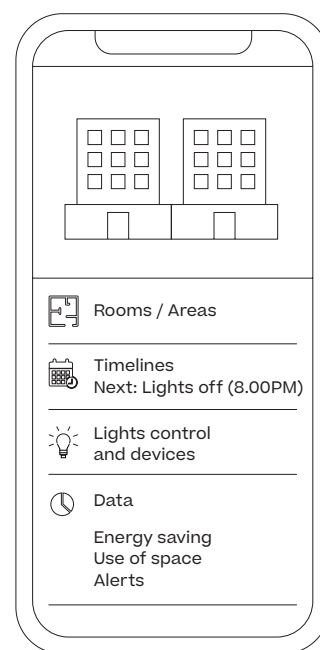 Rooms / Areas
Timelines
Next: Lights off (8.00PM)
Lights control
and devices
Data
Energy saving
Use of space
Alerts